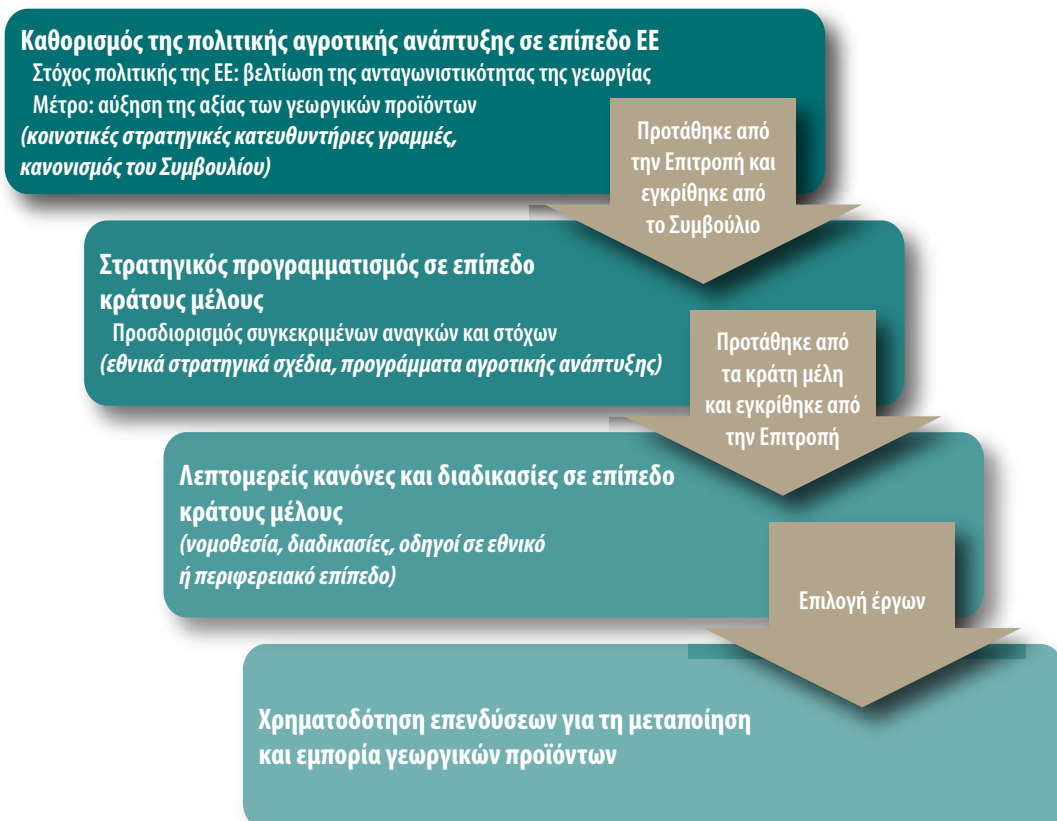 Καθορισμός της πολιτικής αγροτικής ανάπτυξης σε επίπεδο ΕΕ
Στόχος πολιτικής της ΕΕ: βελτίωση της ανταγωνιστικότητας της γεωργίας
Μέτρο: αύξηση της αξίας των γεωργικών προϊόντων
(κοινοτικές στρατηγικές κατευθυντήριες γραμμές,
κανονισμός του Συμβουλίου)
Προτάθηκε από
την Επιτροπή και
εγκρίθηκε από
το Συμβούλιο
Στρατηγικός προγραμματισμός σε επίπεδο
κράτους μέλους
Προσδιορισμός συγκεκριμένων αναγκών και στόχων
(εθνικά στρατηγικά σχέδια, προγράμματα αγροτικής ανάπτυξης)
Προτάθηκε από
τα κράτη μέλη
και εγκρίθηκε από
την Επιτροπή
Λεπτομερείς κανόνες και διαδικασίες σε επίπεδο
κράτους μέλους
(νομοθεσία, διαδικασίες, οδηγοί σε εθνικό
ή περιφερειακό επίπεδο)
Επιλογή έργων
Χρηματοδότηση επενδύσεων για τη μεταποίηση
και εμπορία γεωργικών προϊόντων